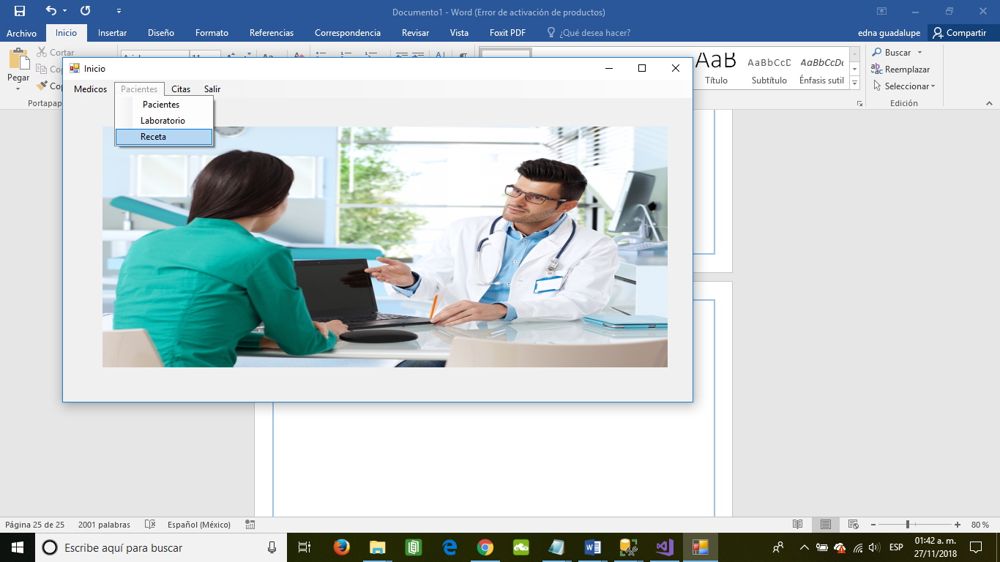 Documento1 - Word (Error de activación de productos)
Archivo Inicio Insertar Diseño Formato Referencias Correspondencia Revisar Vista Foxit PDF ¿Qué desea hacer? edna guadalupe Compartir
Pegar
Cortar
Portapap
11
AaB AaBbCcD AaBbCcDc
Título Subtítulo Énfasis sutil
Buscar
Reemplazar
Seleccionar
Edición
Inicio
Medicos Pacientes Citas Salir
Pacientes
Laboratorio
Receta
Página 25 de 25 2001 palabras Español (México) 80 %
Escribe aquí para buscar
ESP
01:42 a. m.
27/11/2018